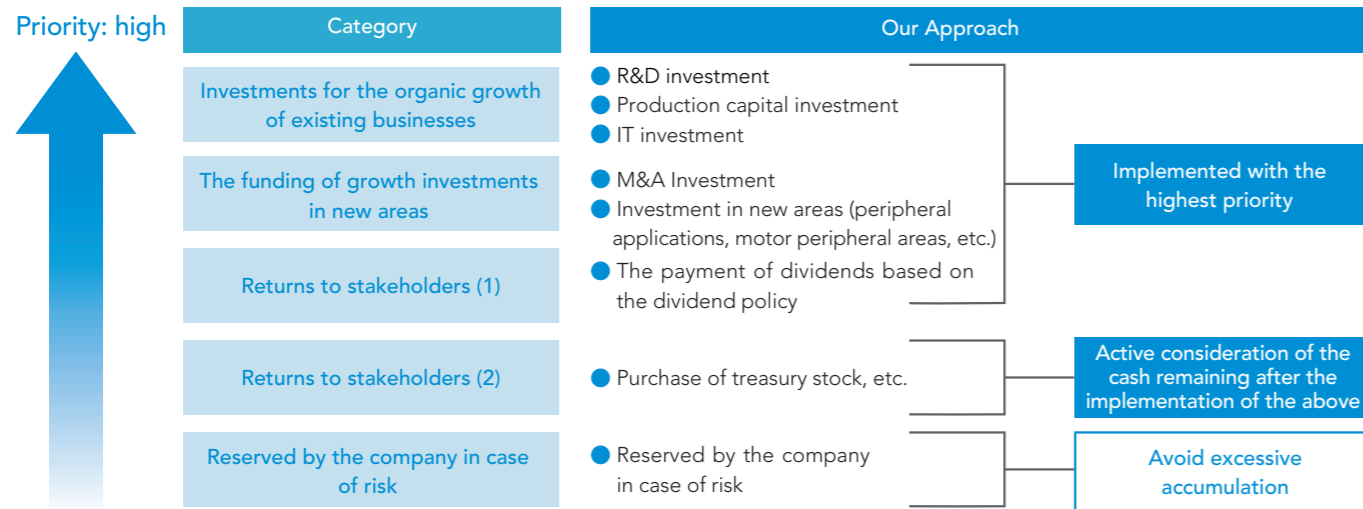 Priority: high
Category
Our Approach
Investments for the organic growth
of existing businesses
● R&D investment
● Production capital investment
● IT investment
The funding of growth investments
in new areas
● M&A Investment
● Investment in new areas (peripheral
applications, motor peripheral areas, etc.)
Returns to stakeholders (1)
● The payment of dividends based on
the dividend policy
Implemented with the
highest priority
Returns to stakeholders (2)
● Purchase of treasury stock, etc.
Active consideration of the
cash remaining after the
implementation of the above
Reserved by the company in case
of risk
● Reserved by the company
in case of risk
Avoid excessive
accumulation